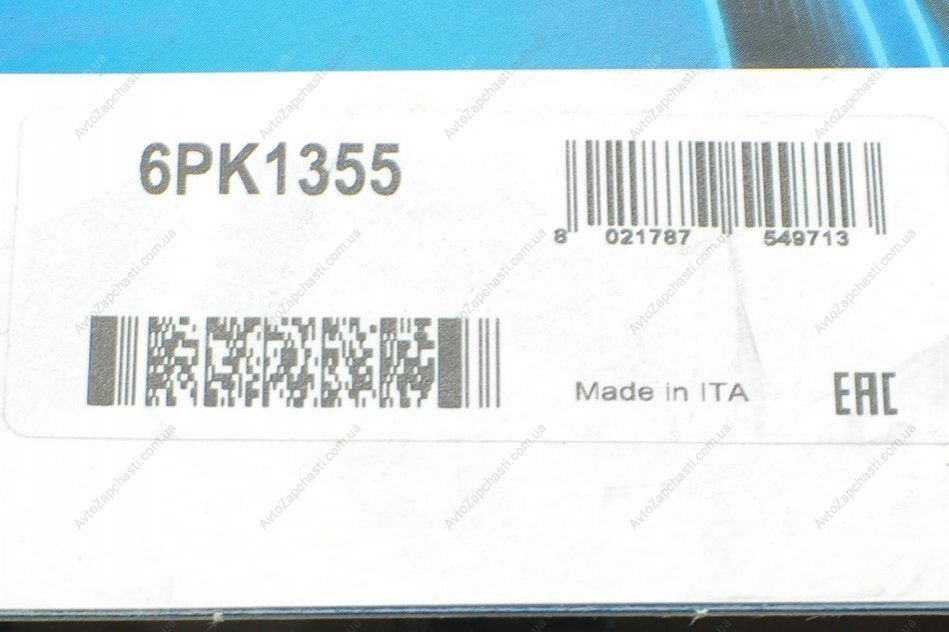 6PK1355
8 021787 549713
Made in ITA
EAC
AvtoZapchasti.com.ua